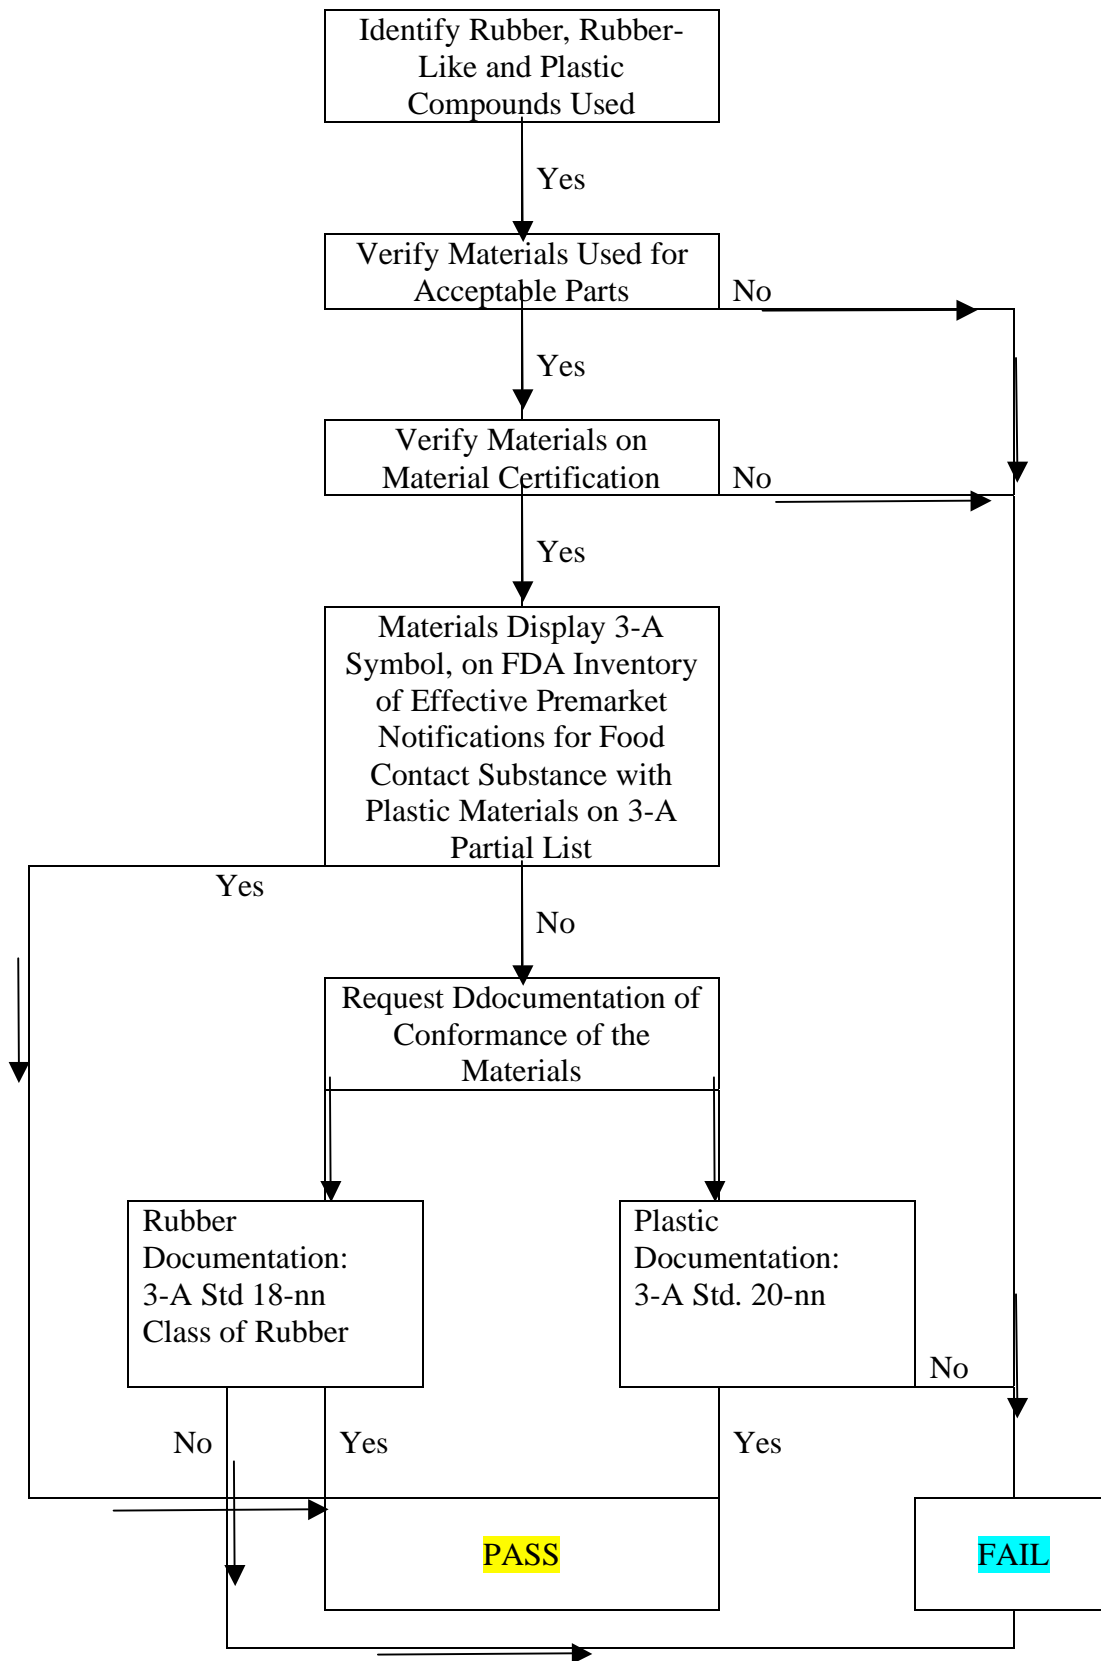 Identify Rubber, Rubber-
Like and Plastic
Compounds Used
Yes
Verify Materials Used for
Acceptable Parts
No
Yes
Verify Materials on
Material Certification
No
Yes
Materials Display 3-A
Symbol, on FDA Inventory
of Effective Premarket
Notifications for Food
Contact Substance with
Plastic Materials on 3-A
Partial List
Yes
No
Request Ddocumentation of
Conformance of the
Materials
Rubber
Documentation:
3-A Std 18-nn
Class of Rubber
Plastic
Documentation:
3-A Std. 20-nn
No
No
Yes
Yes
PASS
FAIL